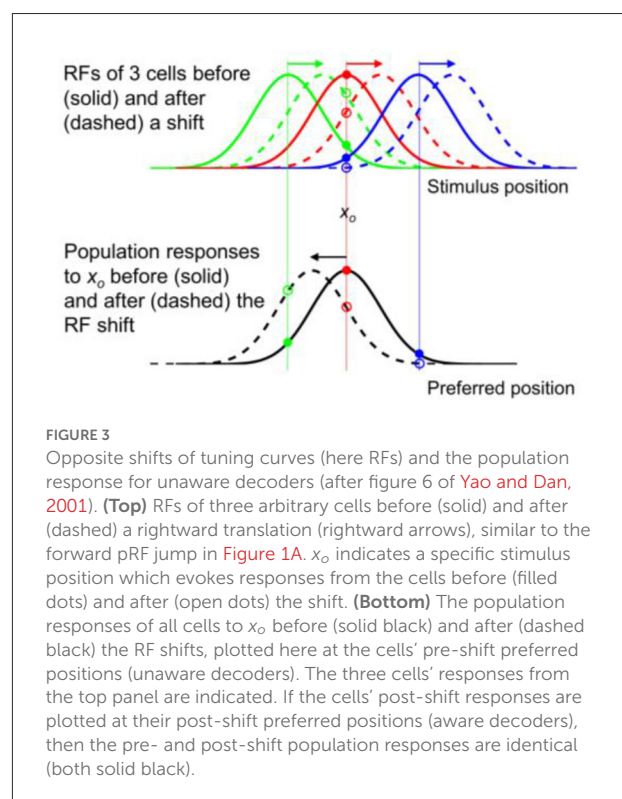 RFs of 3 cells before
(solid) and after
(dashed) a shift
Stimulus position
xo
Population responses
to xo before (solid)
and after (dashed) the
RF shift
Preferred position
FIGURE 3
Opposite shifts of tuning curves (here RFs) and the population
response for unaware decoders (after figure 6 of Yao and Dan,
2001). (Top) RFs of three arbitrary cells before (solid) and after
(dashed) a rightward translation (rightward arrows), similar to the
forward pRF jump in Figure 1A. xo indicates a specific stimulus
position which evokes responses from the cells before (filled
dots) and after (open dots) the shift. (Bottom) The population
responses of all cells to xo before (solid black) and after (dashed
black) the RF shifts, plotted here at the cells' pre-shift preferred
positions (unaware decoders). The three cells' responses from
the top panel are indicated. If the cells' post-shift responses are
plotted at their post-shift preferred positions (aware decoders),
then the pre- and post-shift population responses are identical
(both solid black).